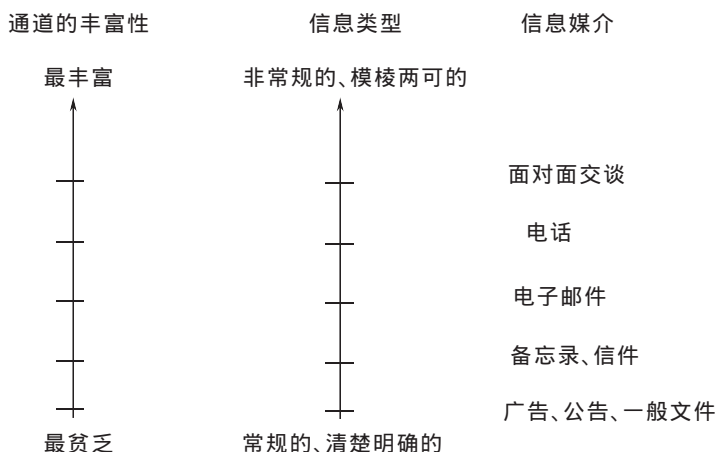 通道的丰富性 信息类型 信息媒介
最丰富 非常规的、模棱两可的
面对面交谈
电话
电子邮件
备忘录、信件
广告、公告、一般文件
最贫乏 常规的、清楚明确的